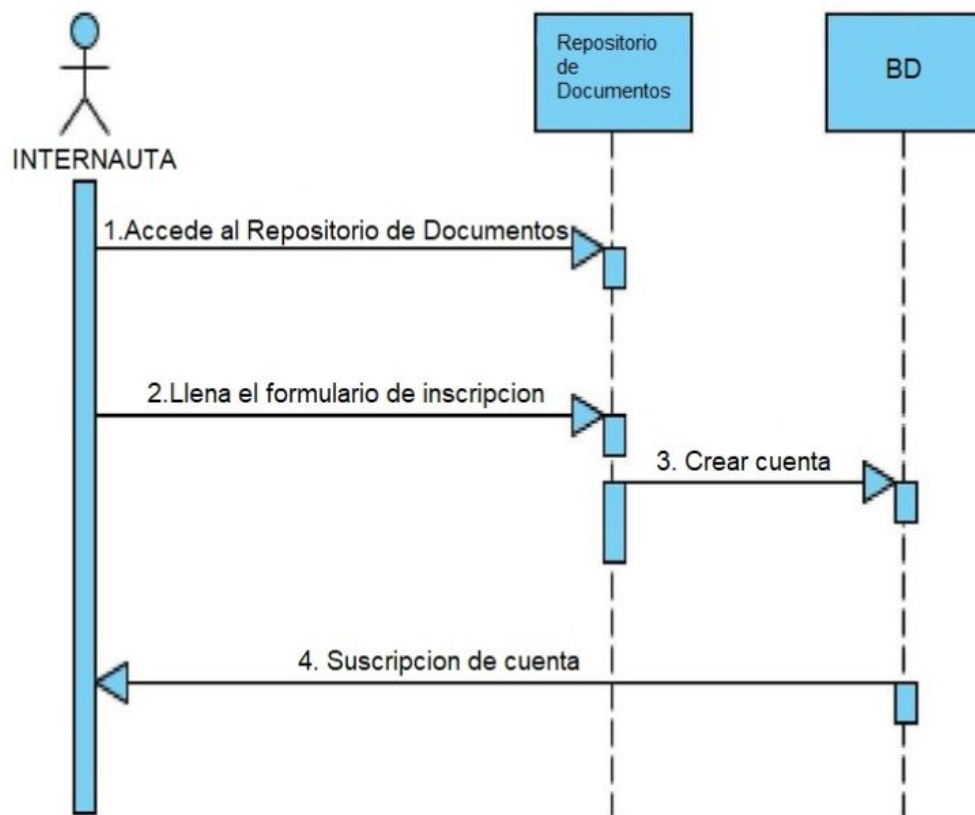 Repositorio
de
Documentos
BD
INTERNAUTA
1.Accede al Repositorio de Documentos
2.Llena el formulario de inscripcion
3. Crear cuenta
4. Suscripcion de cuenta